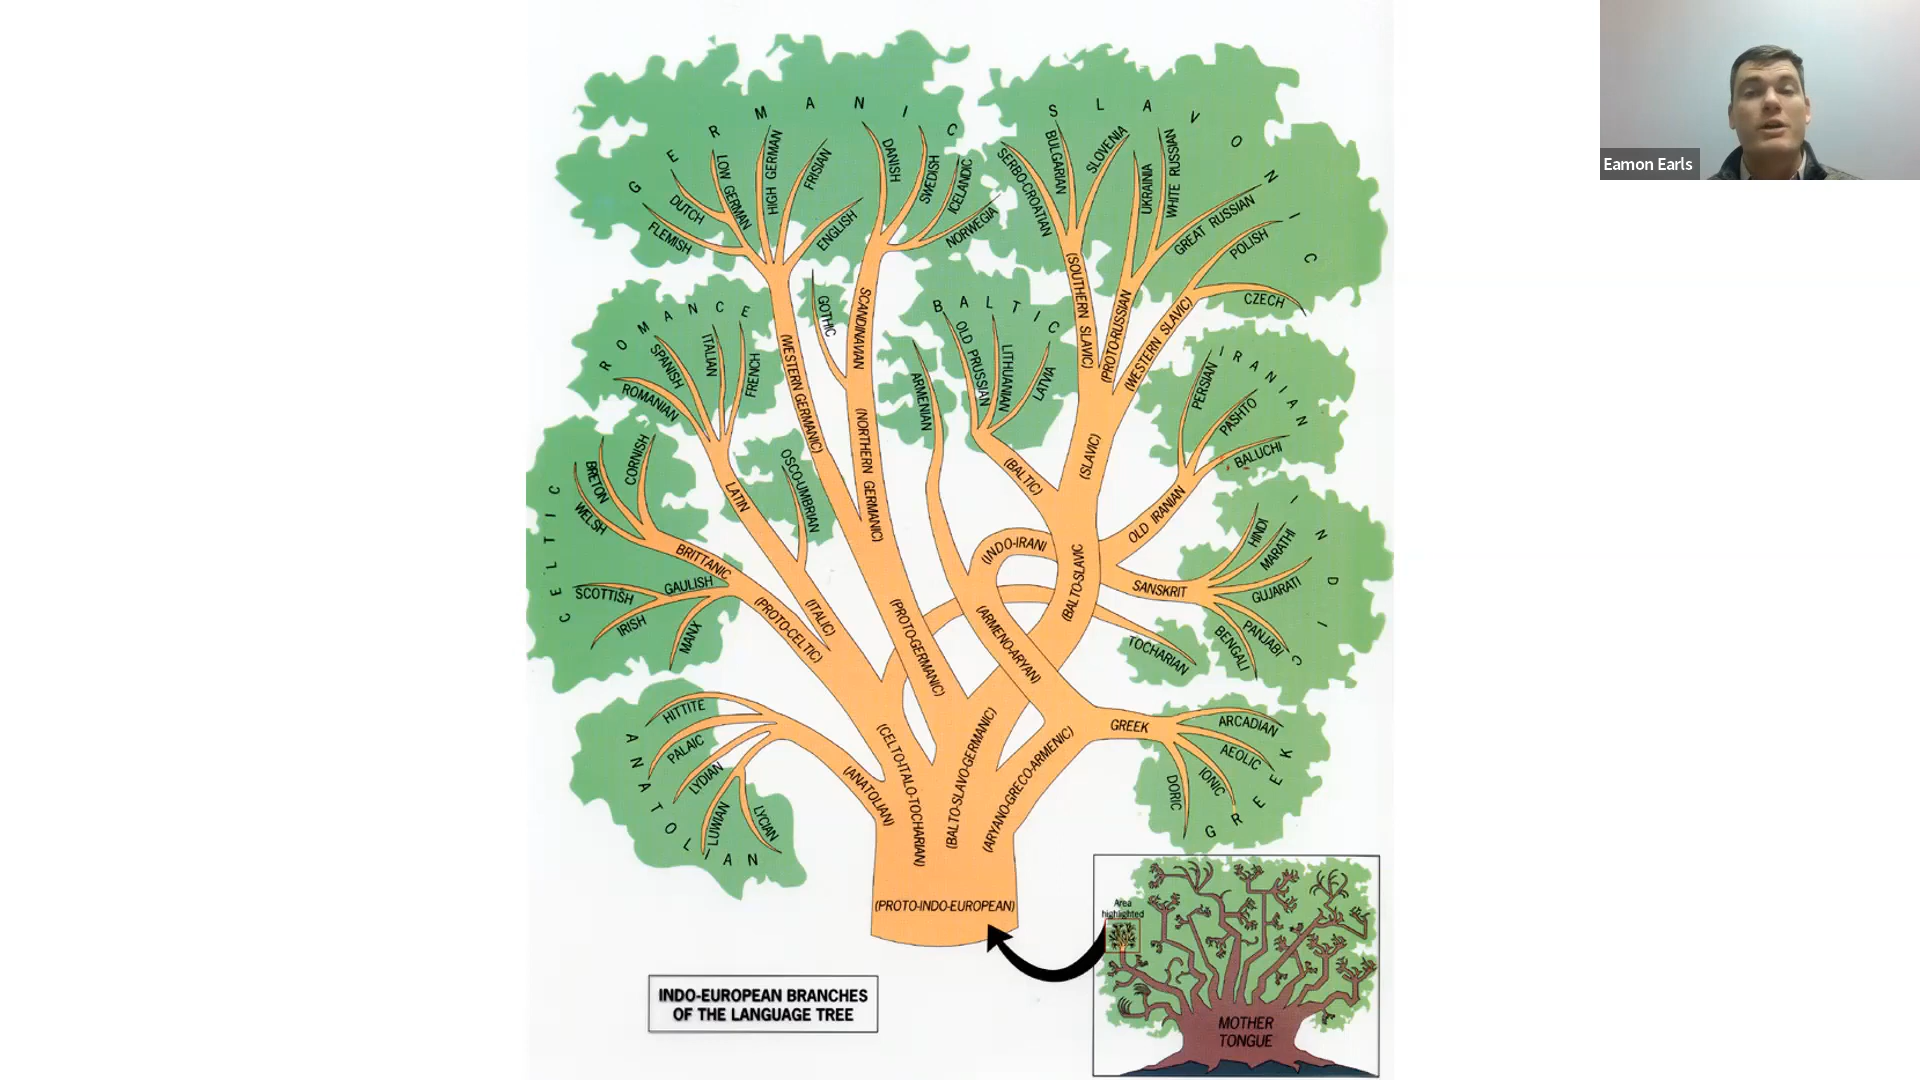 Eamon Earls
GERMANIC
FLEMISH
DUTCH
LOW GERMAN
HIGH GERMAN
FRISIAN
ENGLISH
DANISH
SWEDISH
ICELANDIC
NORWEGIA
(WESTERN GERMANIC)
GOTHIC
SCANDINAVIAN
(NORTHERN GERMANIC)
(PROTO-GERMANIC)
SLAVONIC
SERBO-CROATIAN
BULGARIAN
SLOVENIA
UKRAINIA
WHITE RUSSIAN
GREAT RUSSIAN
POLISH
CZECH
(SOUTHERN SLAVIC)
(PROTO-RUSSIAN)
(WESTERN SLAVIC)
(SLAVIC)
BALTIC
OLD PRUSSIAN
LITHUANIAN
LATVIA
(BALTIC)
(BALTO-SLAVIC
ARMENIAN
ROMANCE
ROMANIAN
SPANISH
ITALIAN
FRENCH
LATIN
OSCO-UMBRIAN
(ITALIC)
CELTIC
WELSH
BRETON
CORNISH
BRITTANIC
GAULISH
SCOTTISH
IRISH
MANX
(PROTO-CELTIC)
IRANIAN
PERSIAN
PASHTO
BALUCHI
OLD IRANIAN
(INDO-IRANI
INDIC
HINDI
MARATHI
GUJARATI
PANJABI
BENGALI
SANSKRIT
TOCHARIAN
(ARMENO-ARYAN)
ANATOLIAN
HITTITE
PALAIC
LYDIAN
LUWIAN
LYCIAN
(ANATOLIAN)
(CELTO-ITALO-TOCHARIAN)
(BALTO-SLAVO-GERMANIC)
(ARYANO-GRECO-ARMENIC)
GREEK
ARCADIAN
AEOLIC
IONIC
DORIC
GREEK
(PROTO-INDO-EUROPEAN)
INDO-EUROPEAN BRANCHES
OF THE LANGUAGE TREE
Area
highlighted
MOTHER
TONGUE